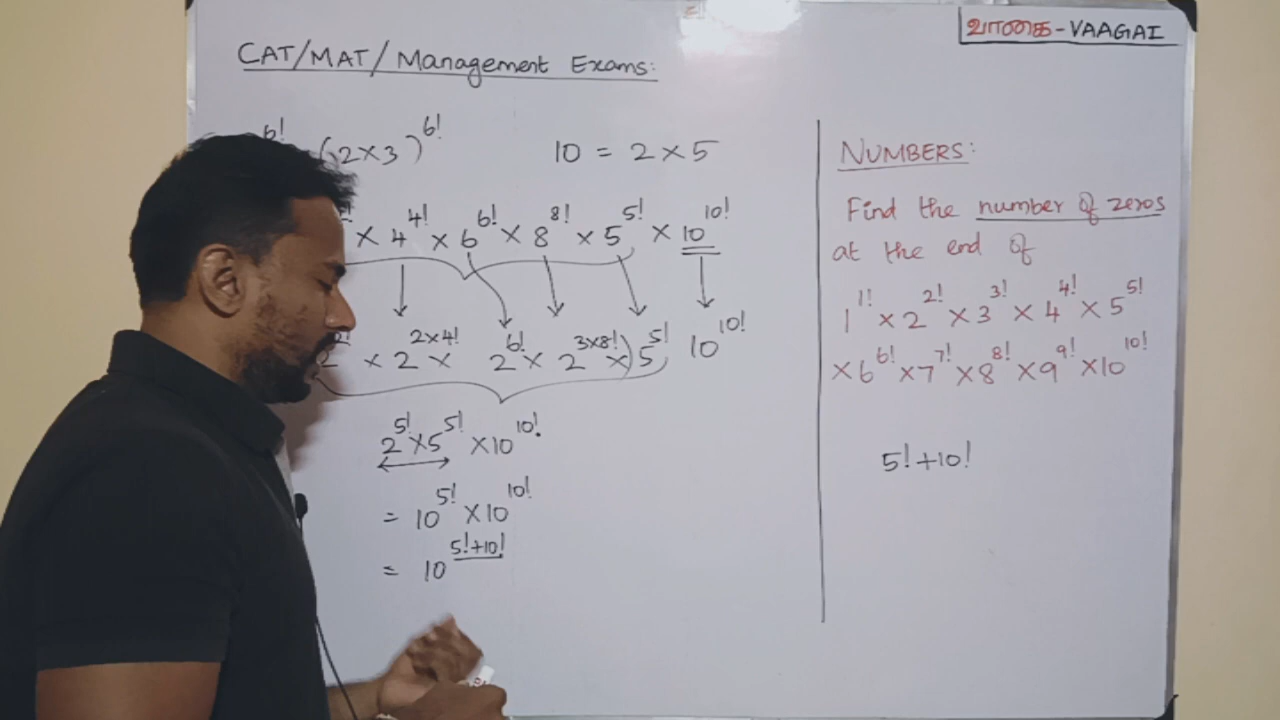 வாகை - VAAGAI
CAT/MAT/Management Exams:
6! (2×3)^6! 10 = 2×5
× 4^4! × 6^6! × 8^8! × 5^5! × 10^10!
2^2! × 2^2×4! × 2^6! × 2^3×8! ×) 5^5! 10^10!
2^5! × 5^5! × 10^10!
= 10^5! × 10^10!
= 10^5!+10!
NUMBERS:
Find the number of zeros
at the end of
1^1! × 2^2! × 3^3! × 4^4! × 5^5!
× 6^6! × 7^7! × 8^8! × 9^9! × 10^10!
5!+10!